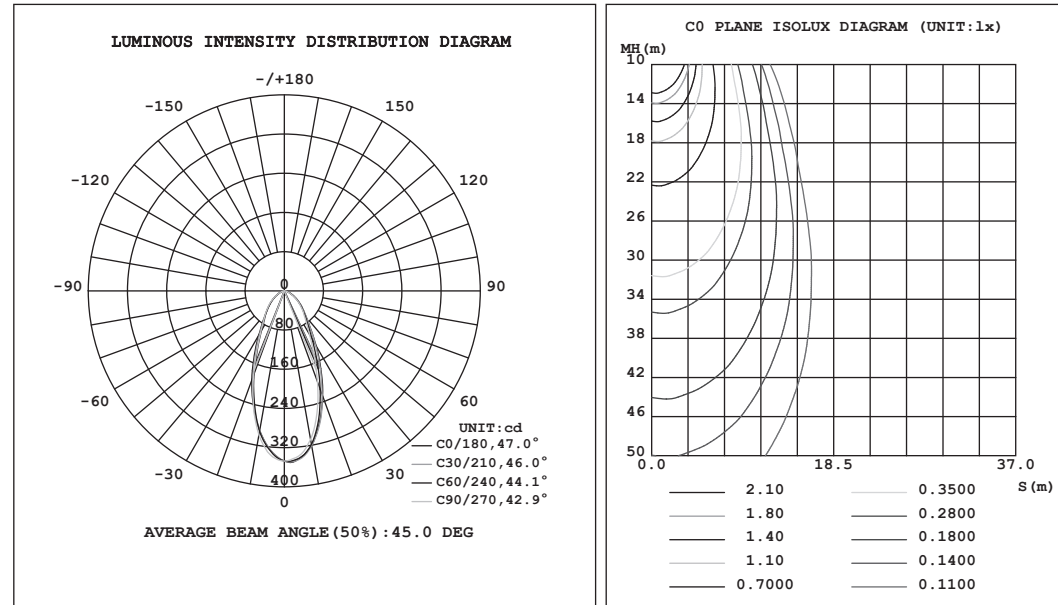 LUMINOUS INTENSITY DISTRIBUTION DIAGRAM
-/+180
-150 150
-120 120
-90 90
-60 60
-30 30
0
80
160
240
320
400
0
UNIT:cd
C0/180,47.0°
C30/210,46.0°
C60/240,44.1°
C90/270,42.9°
AVERAGE BEAM ANGLE(50%):45.0 DEG
C0 PLANE ISOLUX DIAGRAM (UNIT:lx)
MH(m)
10
14
18
22
26
30
34
38
42
46
50
0.0 18.5 37.0
S(m)
2.10 0.3500
1.80 0.2800
1.40 0.1800
1.10 0.1400
0.7000 0.1100